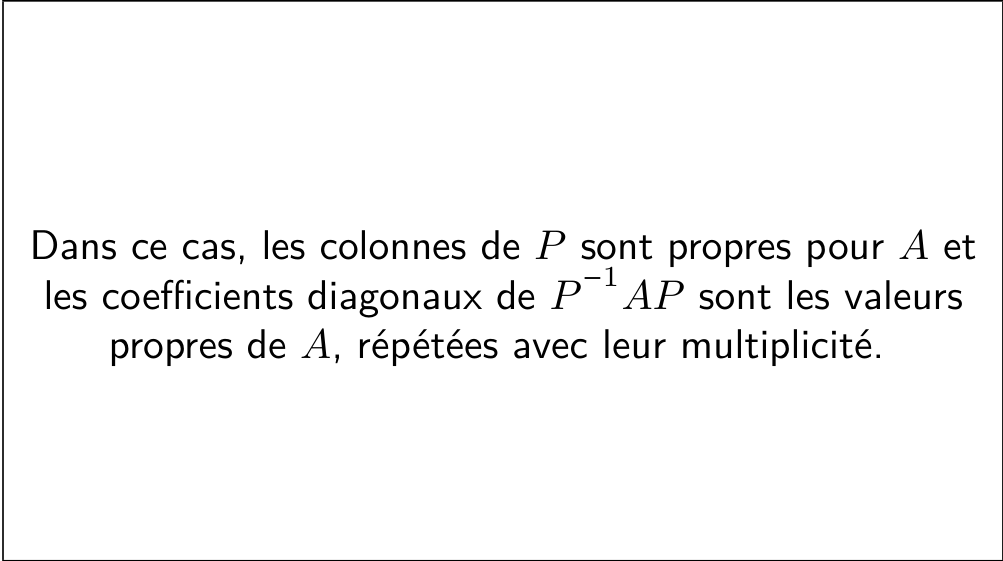 Dans ce cas, les colonnes de P sont propres pour A et
les coefficients diagonaux de P⁻¹AP sont les valeurs
propres de A, répétées avec leur multiplicité.